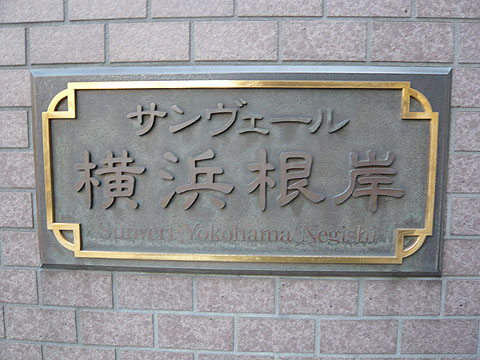 サンヴェール
横浜根岸
Sunvert Yokohama Negishi